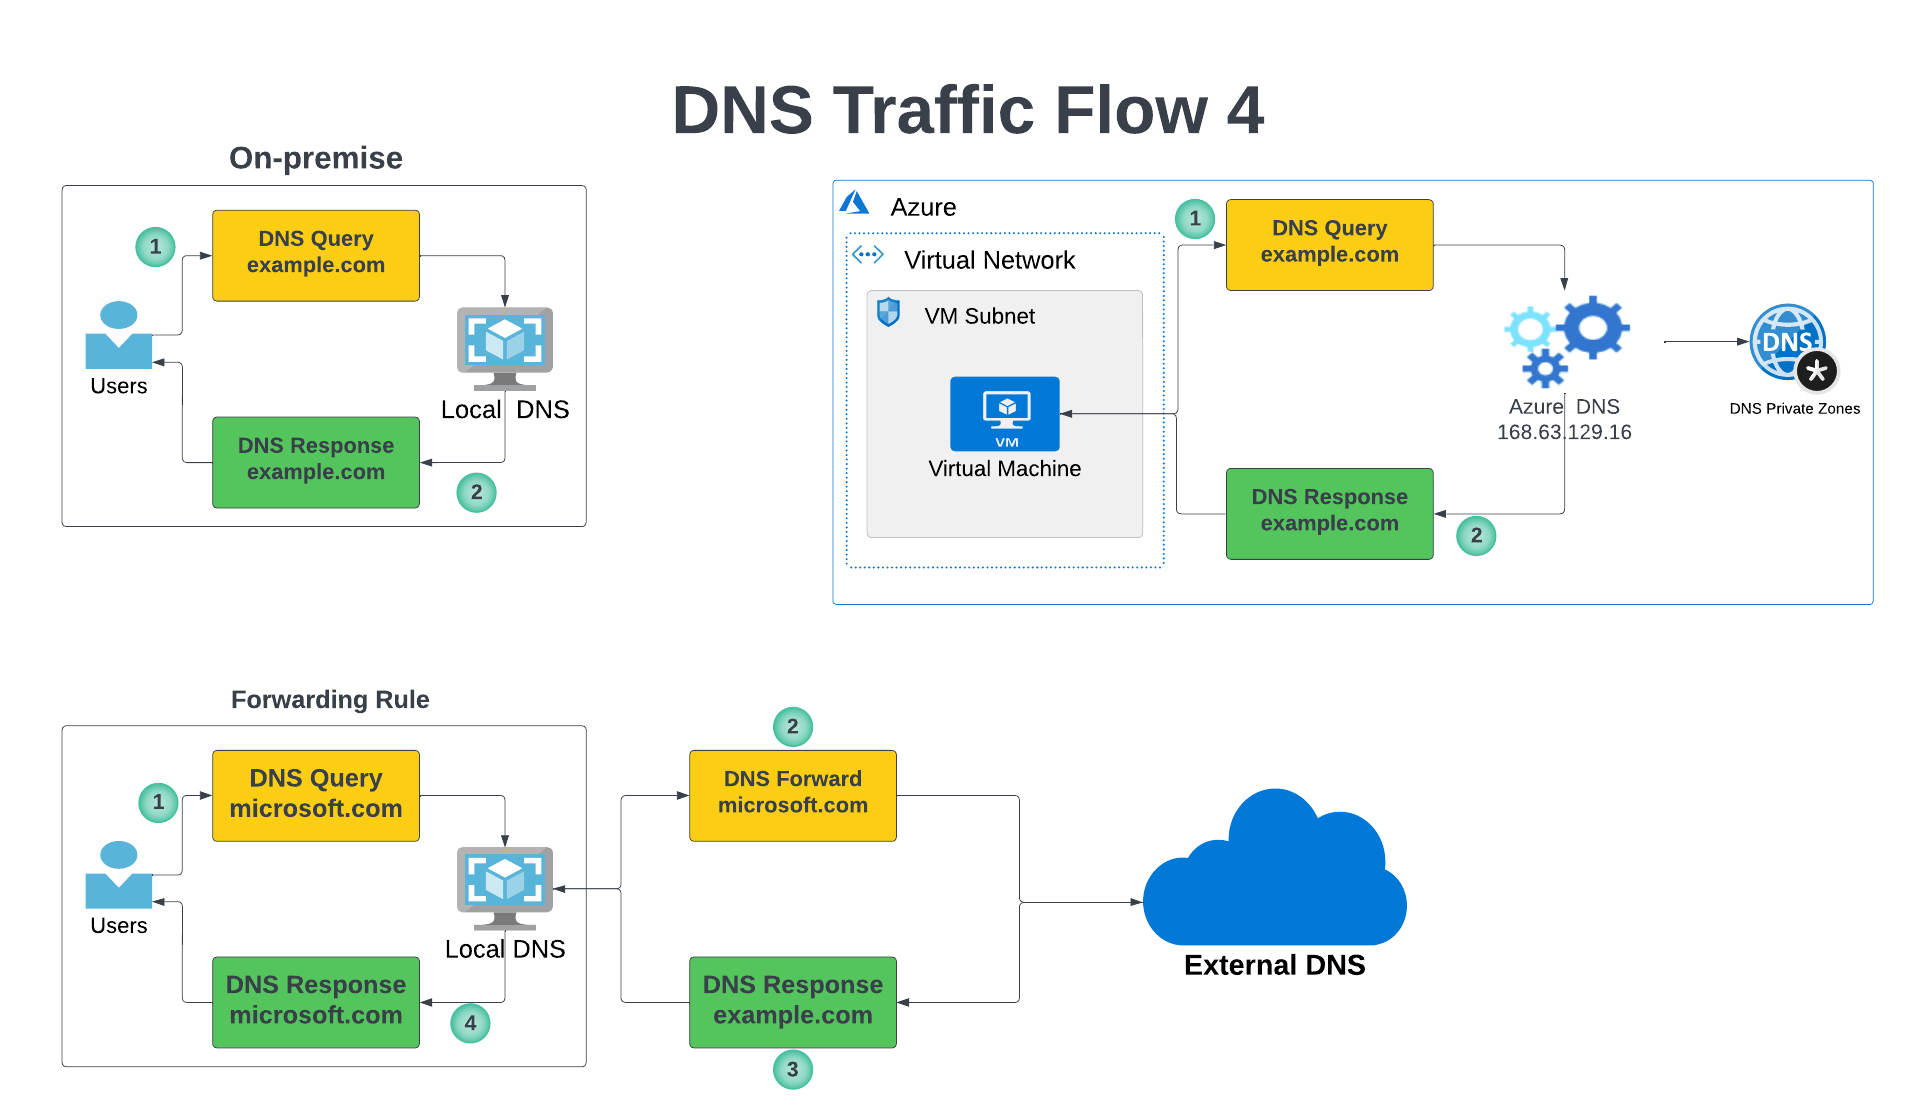 DNS Traffic Flow 4
On-premise
1
DNS Query
example.com
Users
Local DNS
DNS Response
example.com
2
Azure
Virtual Network
VM Subnet
VM
Virtual Machine
1
DNS Query
example.com
Azure DNS
168.63.129.16
DNS
DNS Private Zones
DNS Response
example.com
2
Forwarding Rule
1
DNS Query
microsoft.com
Users
Local DNS
DNS Response
microsoft.com
4
2
DNS Forward
microsoft.com
DNS Response
example.com
3
External DNS